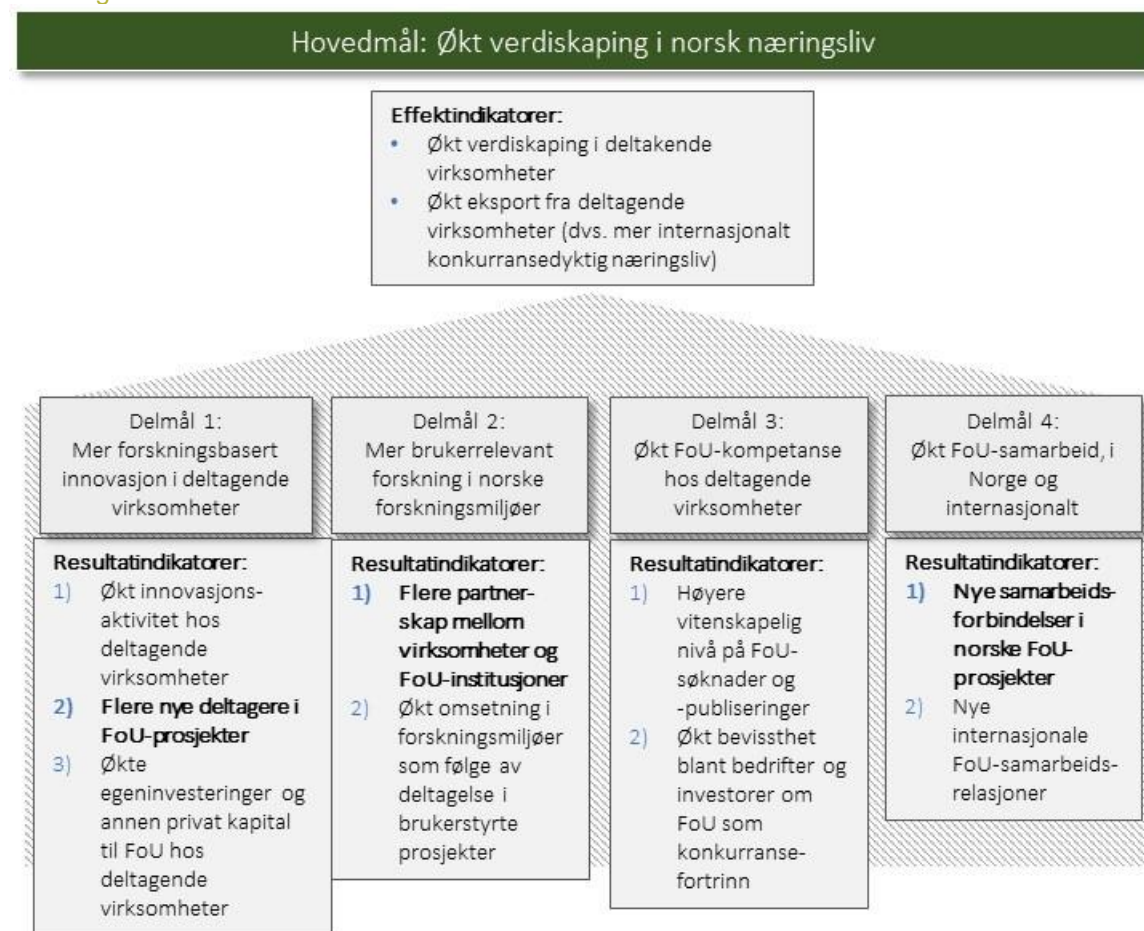 Hovedmål: Økt verdiskaping i norsk næringsliv
Effektindikatorer:
• Økt verdiskaping i deltakende
virksomheter
• Økt eksport fra deltagende
virksomheter (dvs. mer internasjonalt
konkurransedyktig næringsliv)
Delmål 1:
Mer forskningsbasert
innovasjon i deltagende
virksomheter
Resultatindikatorer:
1) Økt innovasjons-
aktivitet hos
deltagende
virksomheter
2) Flere nye deltagere i
FoU-prosjekter
3) Økte
egeninvesteringer og
annen privat kapital
til FoU hos
deltagende
virksomheter
Delmål 2:
Mer brukerrelevant
forskning i norske
forskningsmiljøer
Resultatindikatorer:
1) Flere partner-
skap mellom
virksomheter og
FoU-institusjoner
2) Økt omsetning i
forskningsmiljøer
som følge av
deltagelse i
brukerstyrte
prosjekter
Delmål 3:
Økt FoU-kompetanse
hos deltagende
virksomheter
Resultatindikatorer:
1) Høyere
vitenskapelig
nivå på FoU-
søknader og
-publiseringer
2) Økt bevissthet
blant bedrifter og
investorer om
FoU som
konkurranse-
fortrinn
Delmål 4:
Økt FoU-samarbeid, i
Norge og
internasjonalt
Resultatindikatorer:
1) Nye samarbeids-
forbindelser i
norske FoU-
prosjekter
2) Nye
internasjonale
FoU-samarbeids-
relasjoner